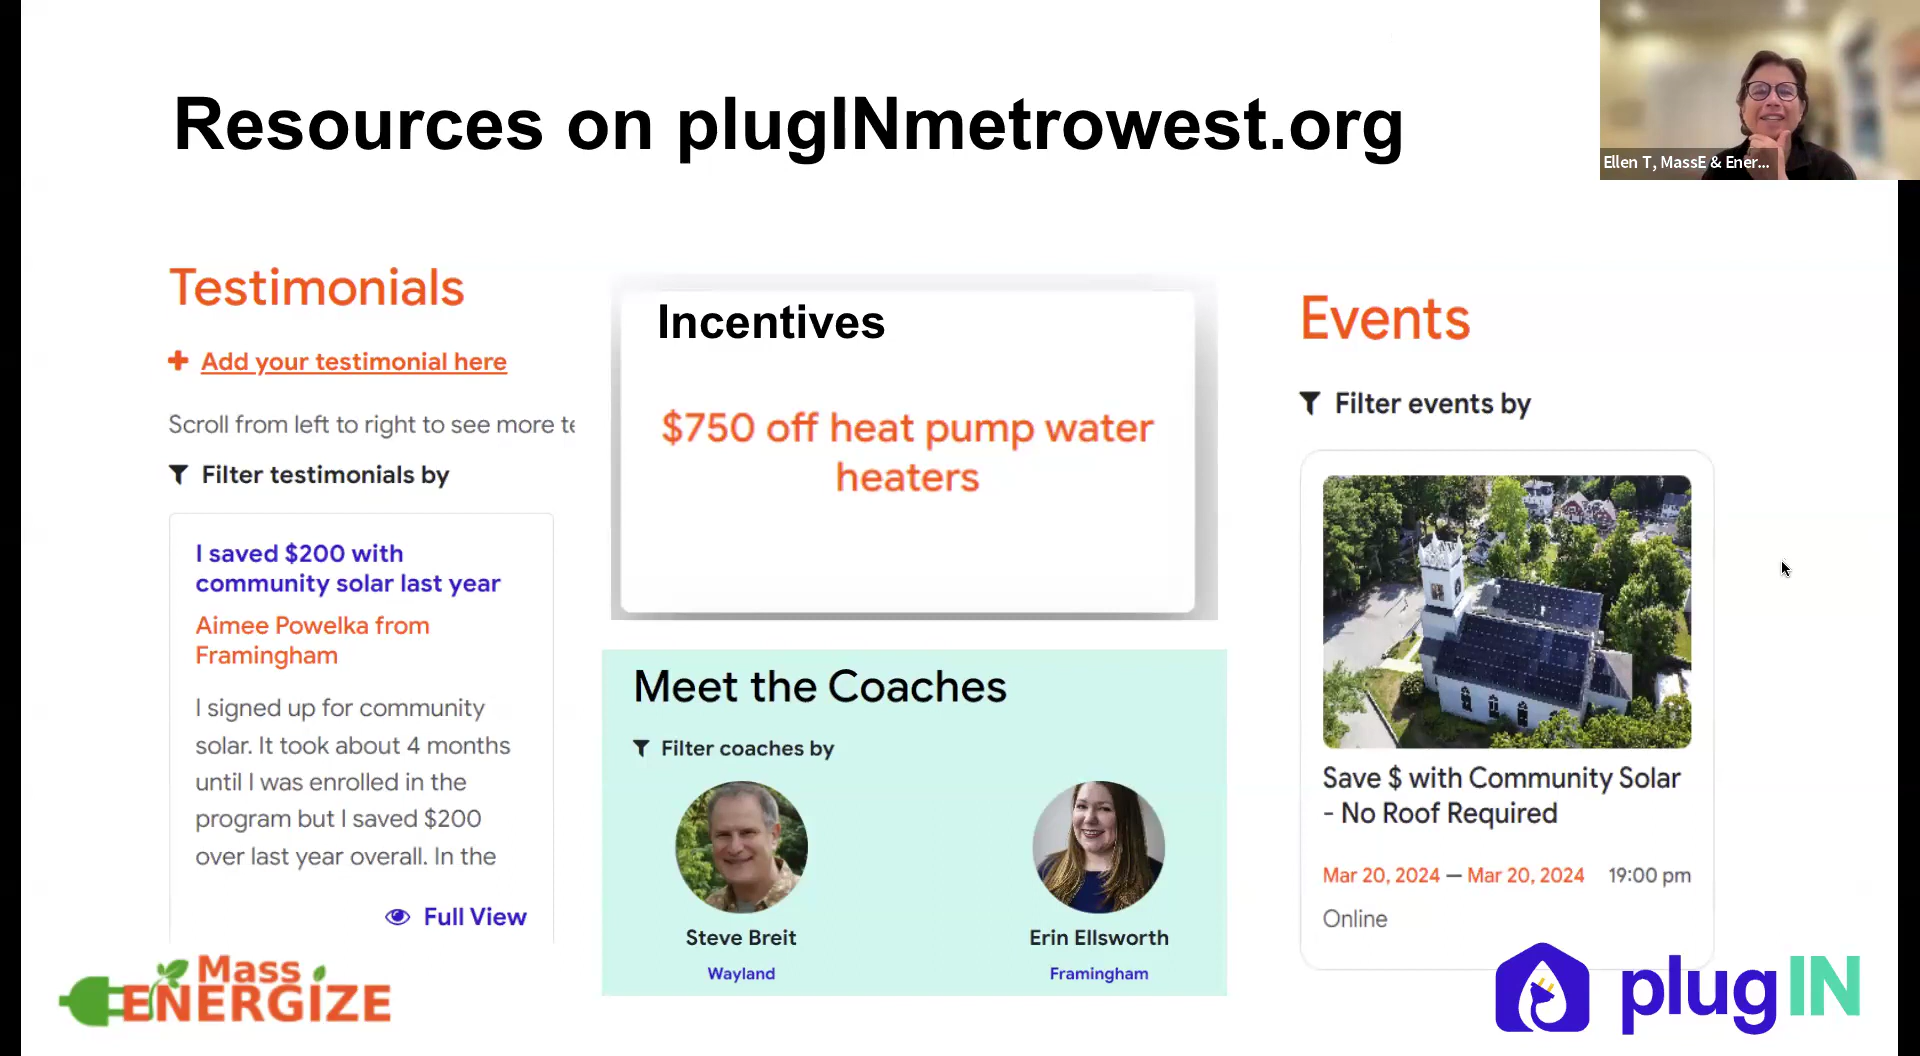 Resources on plugINmetrowest.org
Ellen T, MassE & Ener...
Testimonials
Add your testimonial here
Scroll from left to right to see more te
Filter testimonials by
I saved $200 with
community solar last year
Aimee Powelka from
Framingham
I signed up for community
solar. It took about 4 months
until I was enrolled in the
program but I saved $200
over last year overall. In the
Full View
Incentives
$750 off heat pump water
heaters
Meet the Coaches
Filter coaches by
Steve Breit
Wayland
Erin Ellsworth
Framingham
Events
Filter events by
Save $ with Community Solar
- No Roof Required
Mar 20, 2024 — Mar 20, 2024 19:00 pm
Online
Mass
ENERGIZE
plugIN